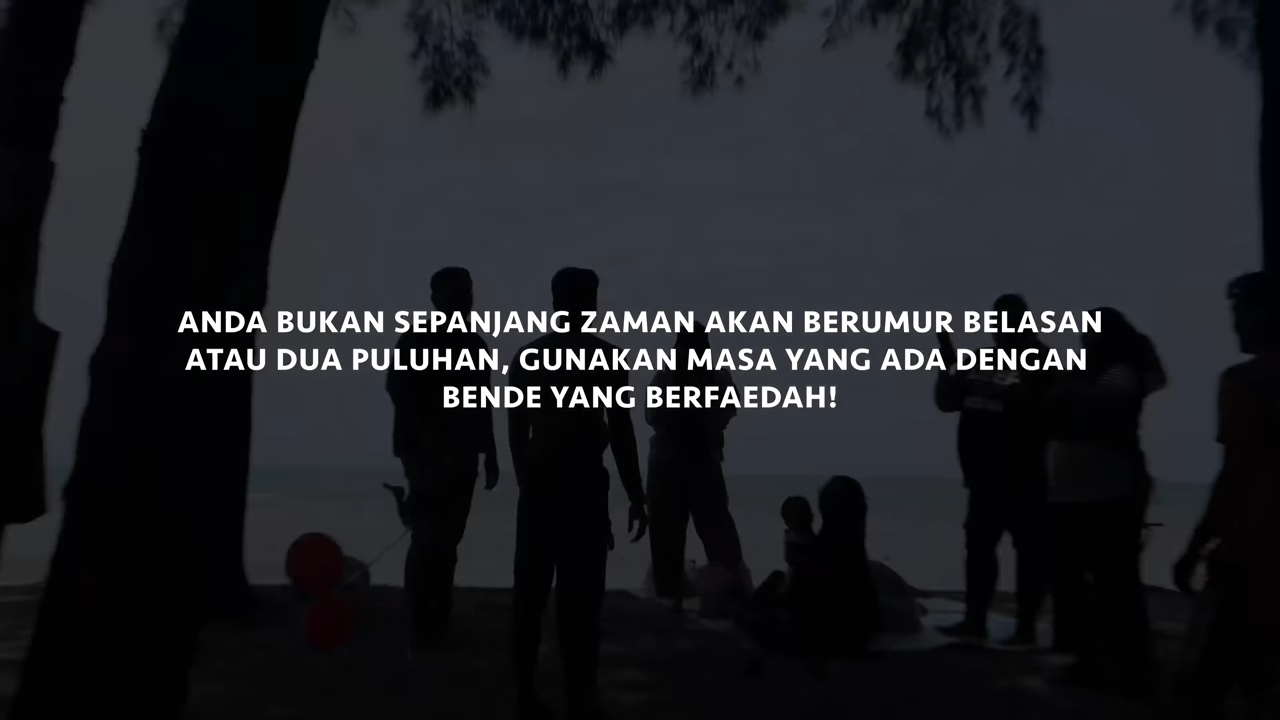 ANDA BUKAN SEPANJANG ZAMAN AKAN BERUMUR BELASAN
ATAU DUA PULUHAN, GUNAKAN MASA YANG ADA DENGAN
BENDE YANG BERFAEDAH!